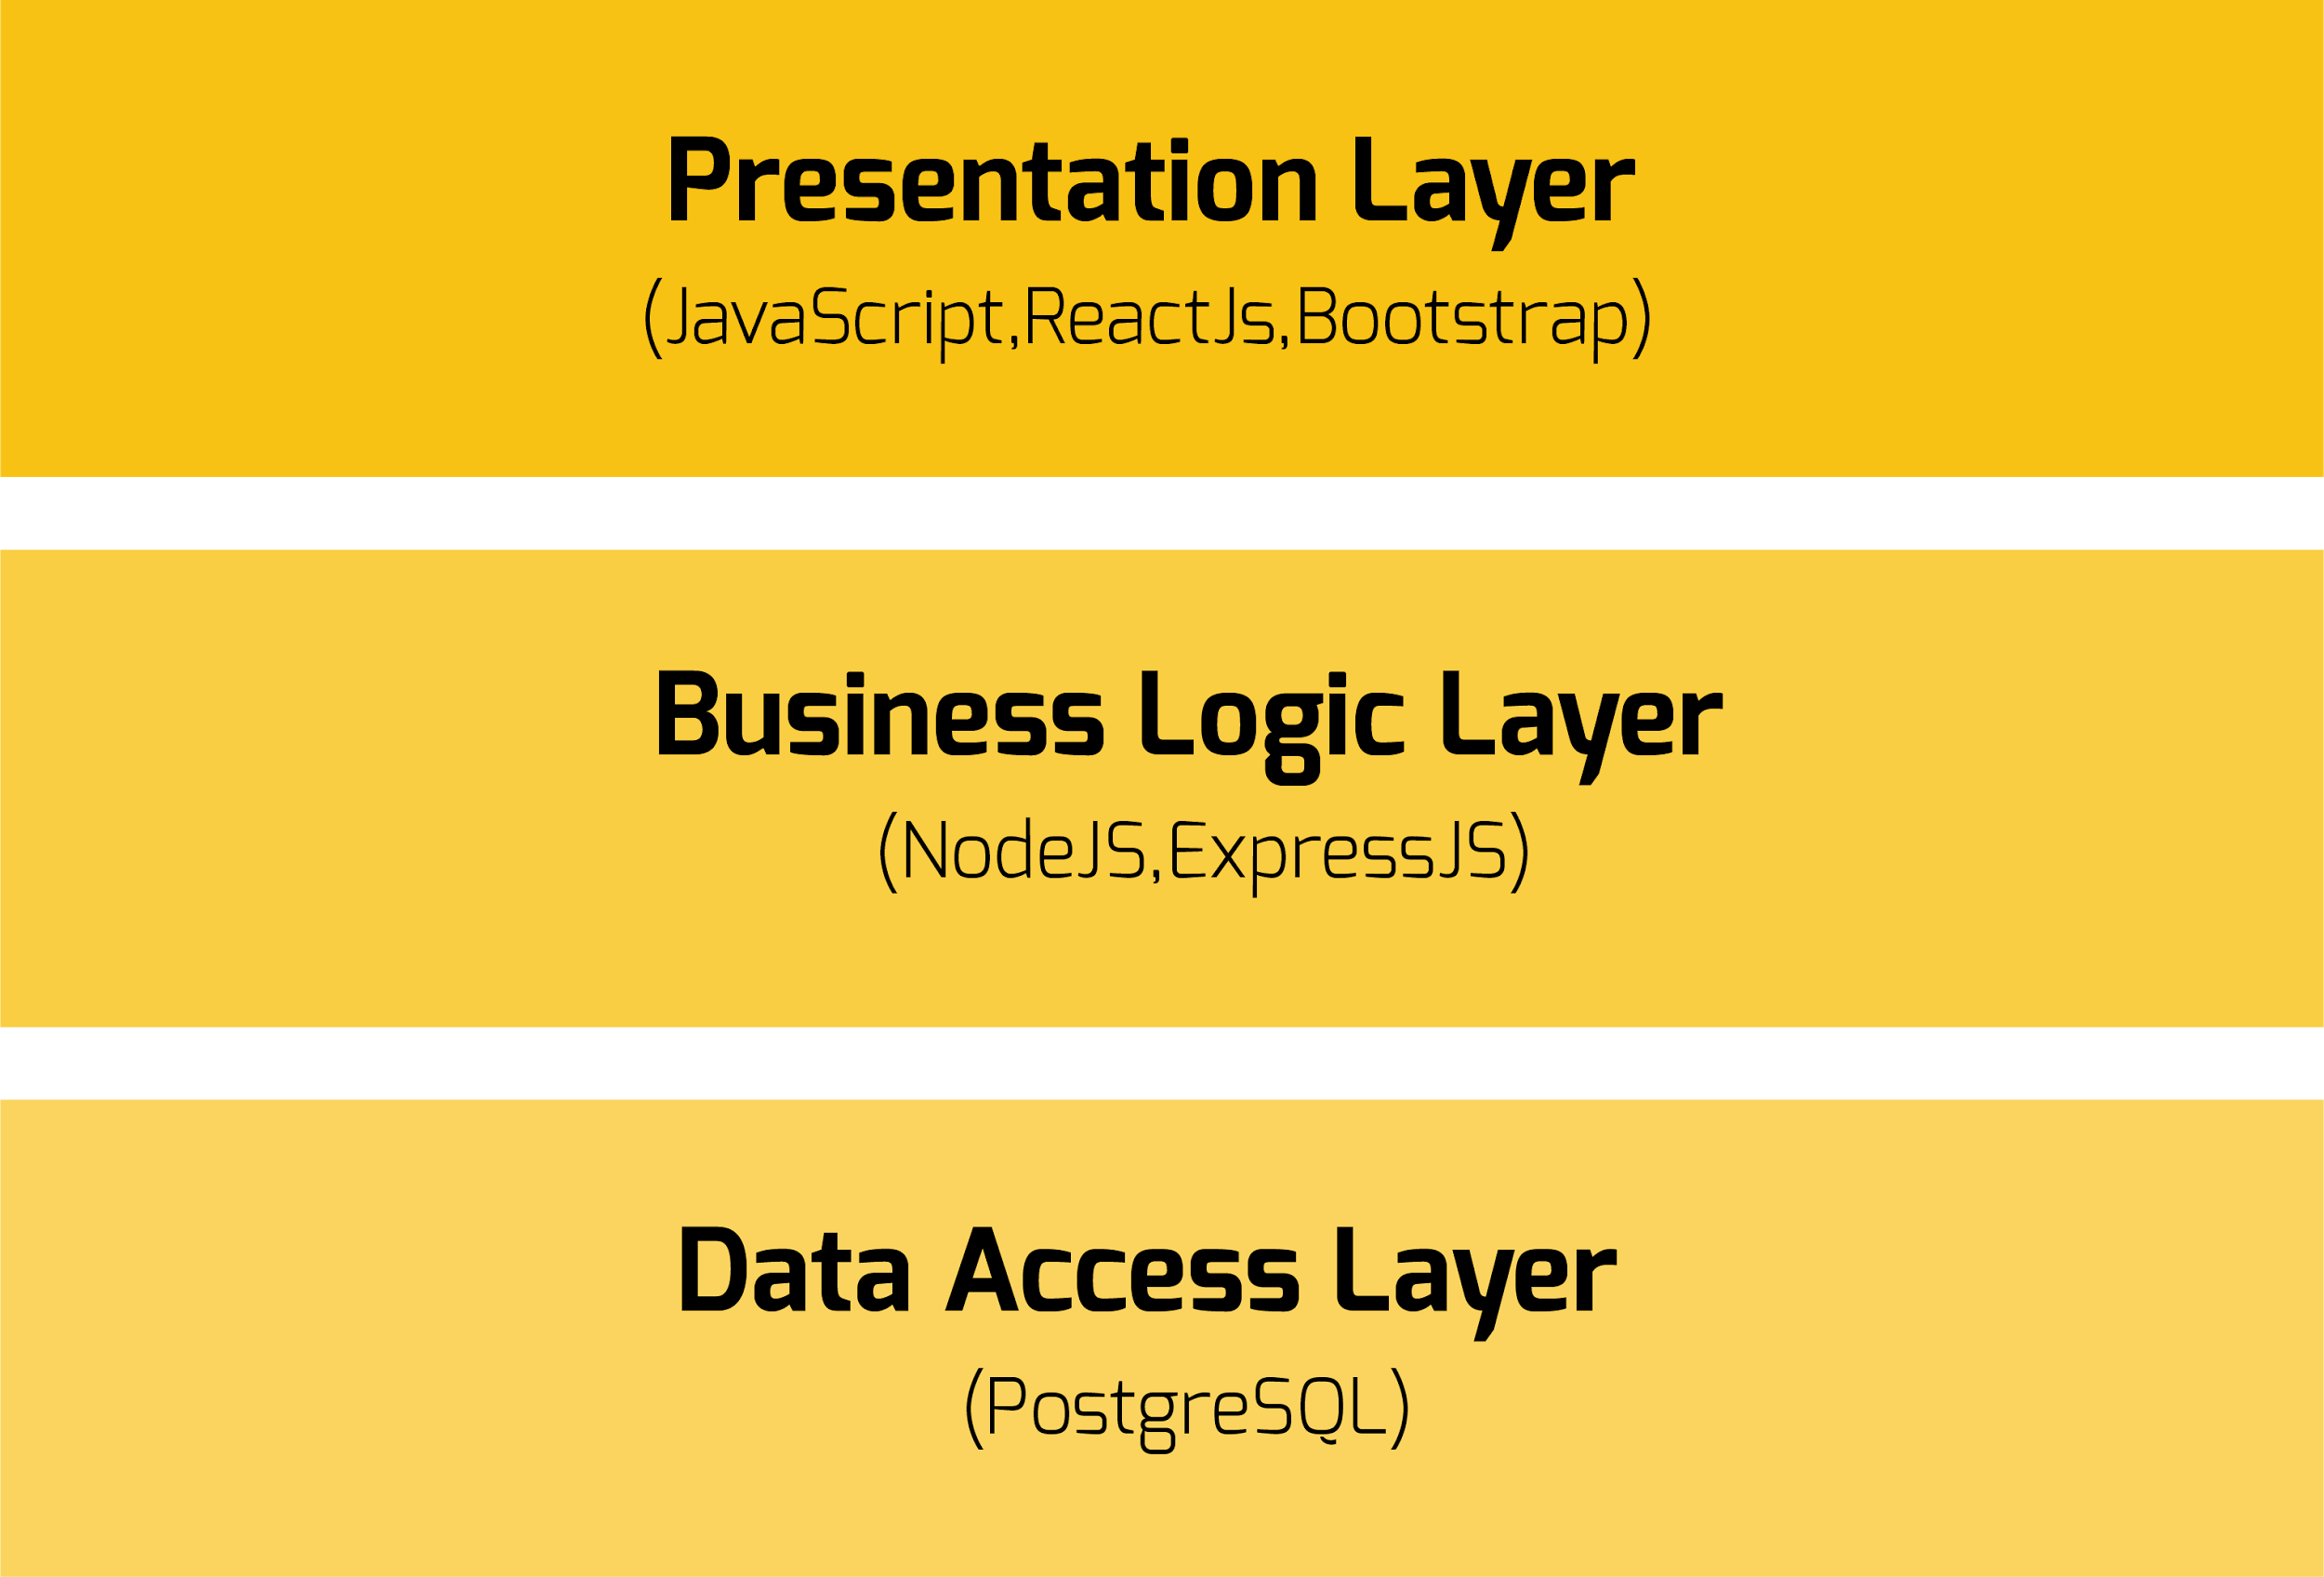 Presentation Layer
(JavaScript,ReactJs,Bootstrap)
Business Logic Layer
(NodeJS,ExpressJS)
Data Access Layer
(PostgreSQL)